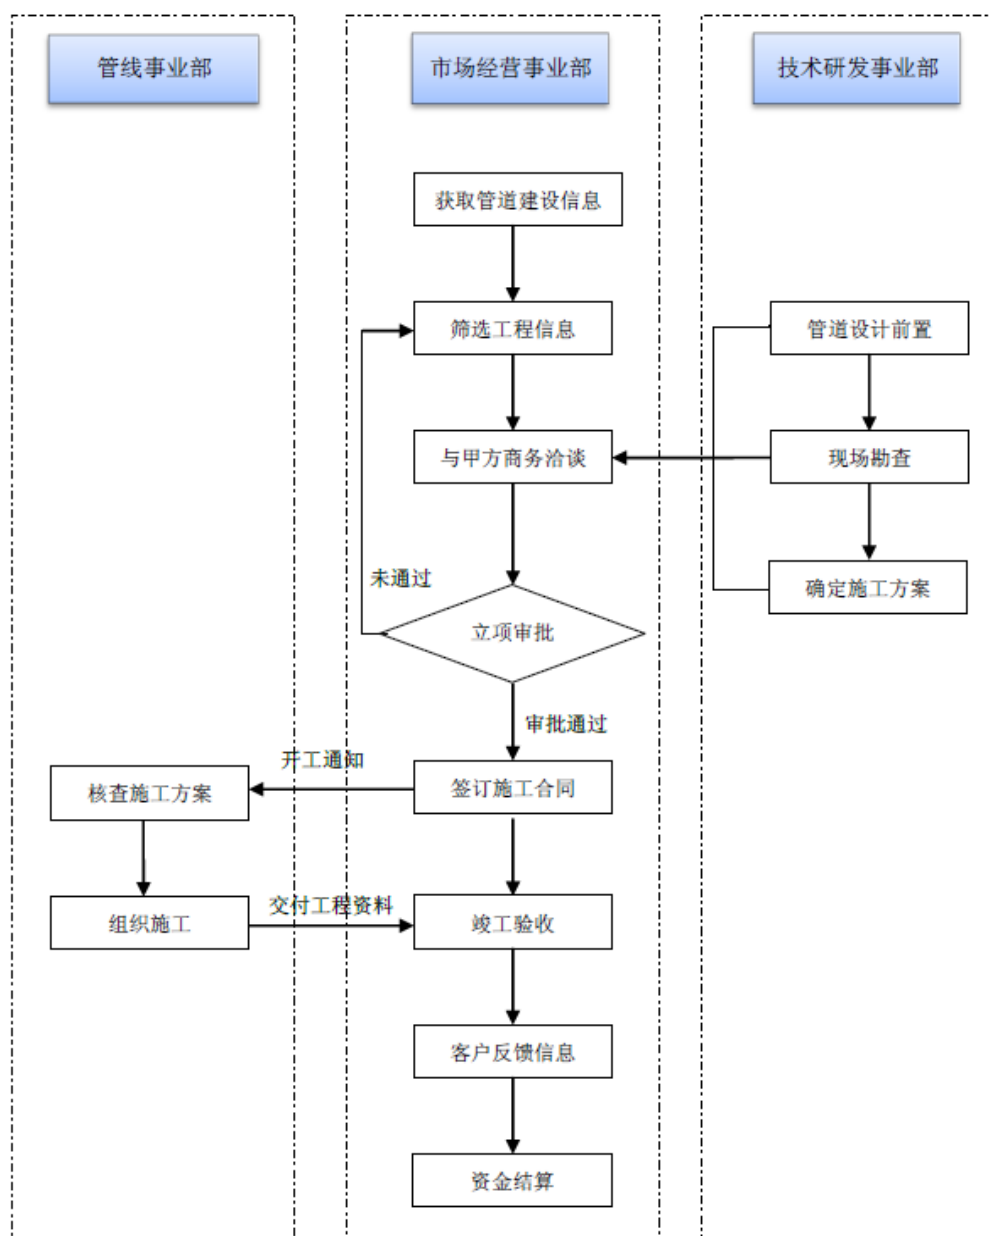 管线事业部
市场经营事业部
技术研发事业部
获取管道建设信息
筛选工程信息
管道设计前置
与甲方商务洽谈
现场勘查
未通过
确定施工方案
立项审批
审批通过
开工通知
核查施工方案
签订施工合同
组织施工
交付工程资料
竣工验收
客户反馈信息
资金结算